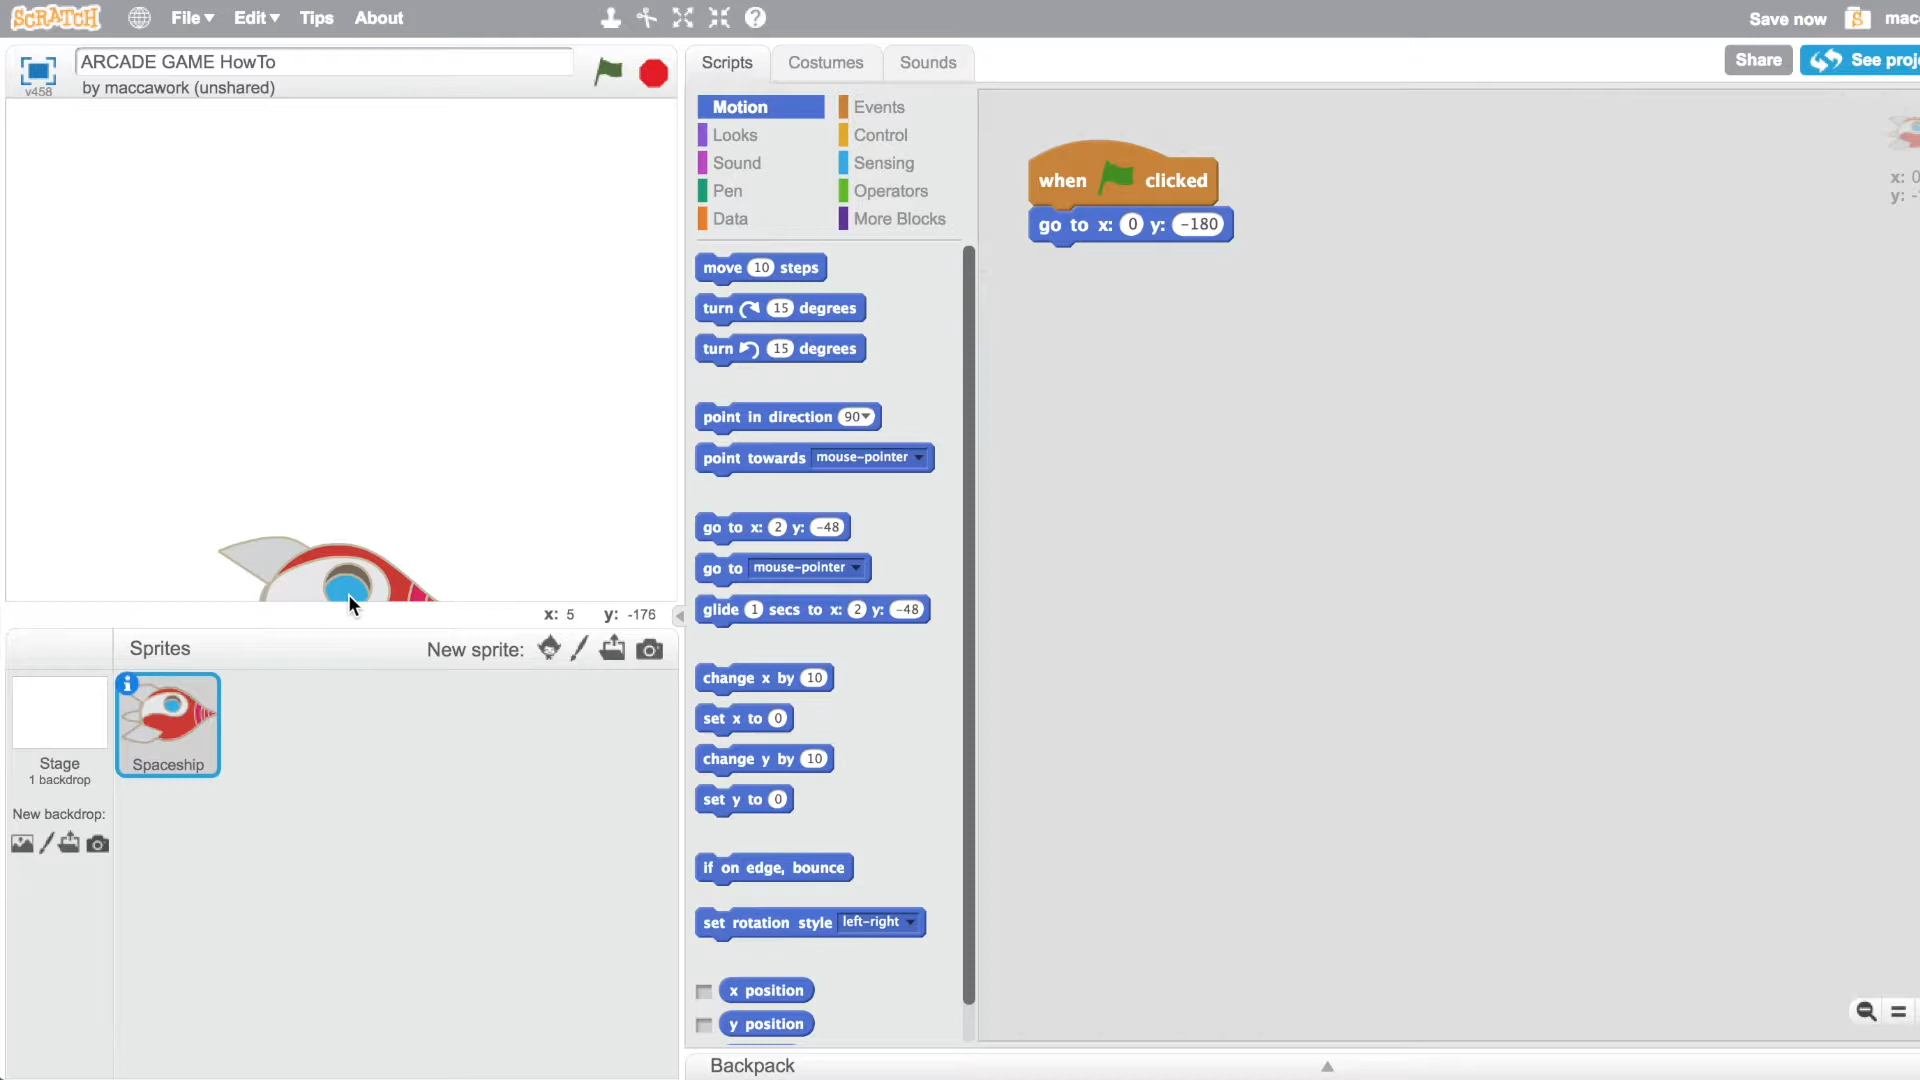 SCRATCH File Edit Tips About Save now
ARCADE GAME HowTo
by maccawork (unshared)
v458
Scripts Costumes Sounds Share See proj
Motion Events
Looks Control
Sound Sensing
Pen Operators
Data More Blocks
move 10 steps
turn 15 degrees
turn 15 degrees
point in direction 90
point towards mouse-pointer
go to x: 2 y: -48
go to mouse-pointer
glide 1 secs to x: 2 y: -48
change x by 10
set x to 0
change y by 10
set y to 0
if on edge, bounce
set rotation style left-right
x position
y position
when clicked
go to x: 0 y: -180
x: 0
y: -
x: 5 y: -176
Sprites New sprite:
Spaceship
Stage
1 backdrop
New backdrop:
Backpack